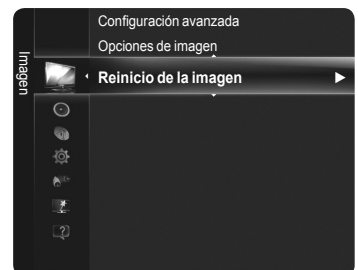 Imagen
Configuración avanzada
Opciones de imagen
Reinicio de la imagen